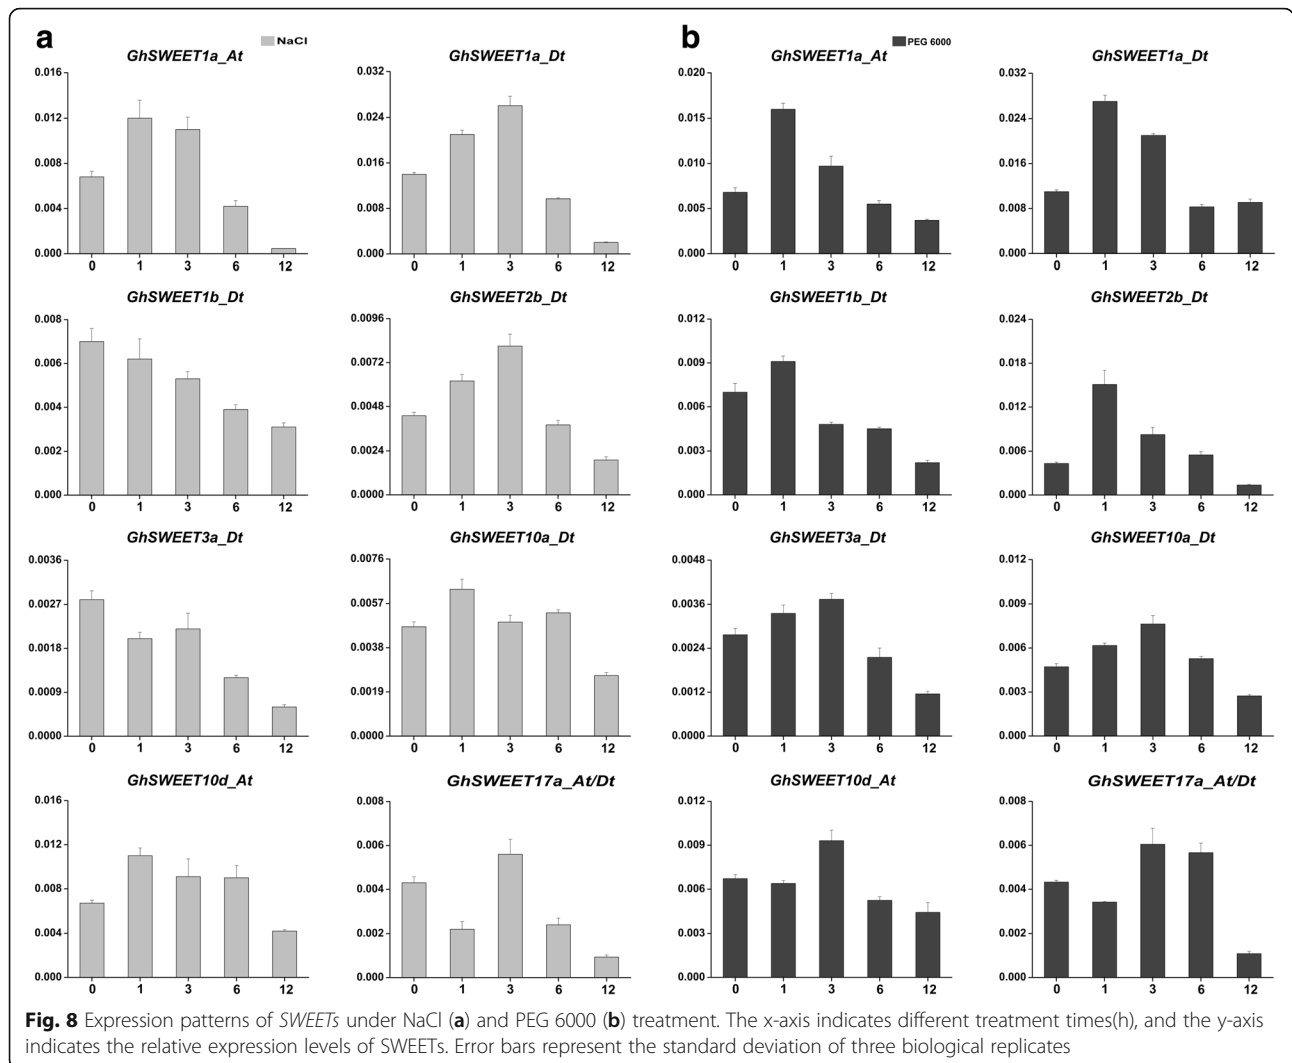 a
NaCl
b
PEG 6000
GhSWEET1a_At
0.016
0.012
0.008
0.004
0.000
0 1 3 6 12
GhSWEET1a_Dt
0.032
0.024
0.016
0.008
0.000
0 1 3 6 12
GhSWEET1a_At
0.020
0.015
0.010
0.005
0.000
0 1 3 6 12
GhSWEET1a_Dt
0.032
0.024
0.016
0.008
0.000
0 1 3 6 12
GhSWEET1b_Dt
0.008
0.006
0.004
0.002
0.000
0 1 3 6 12
GhSWEET2b_Dt
0.0096
0.0072
0.0048
0.0024
0.0000
0 1 3 6 12
GhSWEET1b_Dt
0.012
0.009
0.006
0.003
0.000
0 1 3 6 12
GhSWEET2b_Dt
0.024
0.018
0.012
0.006
0.000
0 1 3 6 12
GhSWEET3a_Dt
0.0036
0.0027
0.0018
0.0009
0.0000
0 1 3 6 12
GhSWEET10a_Dt
0.0076
0.0057
0.0038
0.0019
0.0000
0 1 3 6 12
GhSWEET3a_Dt
0.0048
0.0036
0.0024
0.0012
0.0000
0 1 3 6 12
GhSWEET10a_Dt
0.012
0.009
0.006
0.003
0.000
0 1 3 6 12
GhSWEET10d_At
0.016
0.012
0.008
0.004
0.000
0 1 3 6 12
GhSWEET17a_At/Dt
0.008
0.006
0.004
0.002
0.000
0 1 3 6 12
GhSWEET10d_At
0.012
0.009
0.006
0.003
0.000
0 1 3 6 12
GhSWEET17a_At/Dt
0.008
0.006
0.004
0.002
0.000
0 1 3 6 12
Fig. 8 Expression patterns of SWEETs under NaCl (a) and PEG 6000 (b) treatment. The x-axis indicates different treatment times(h), and the y-axis
indicates the relative expression levels of SWEETs. Error bars represent the standard deviation of three biological replicates